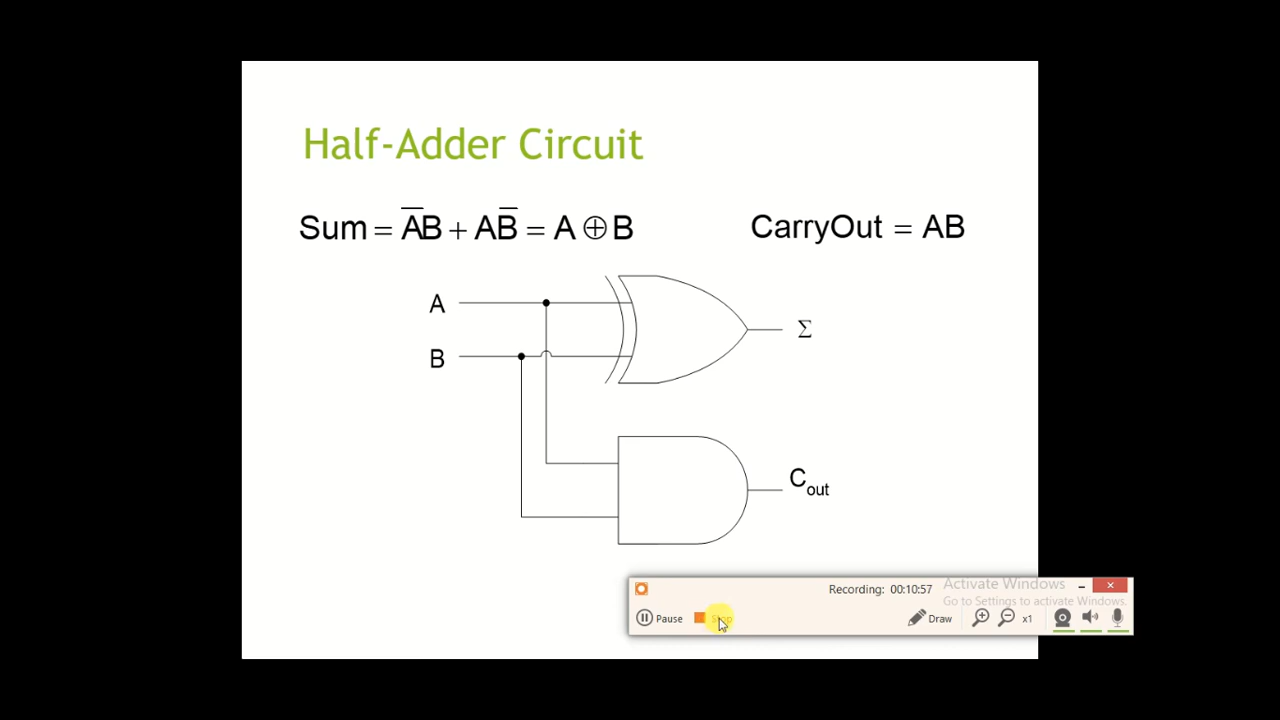 Half-Adder Circuit
Sum = A̅B + AB̅ = A ⊕ B
CarryOut = AB
A
Σ
B
C_out
Recording: 00:10:57
Activate Windows
Go to Settings to activate Windows.
Pause
Stop
Draw
x1